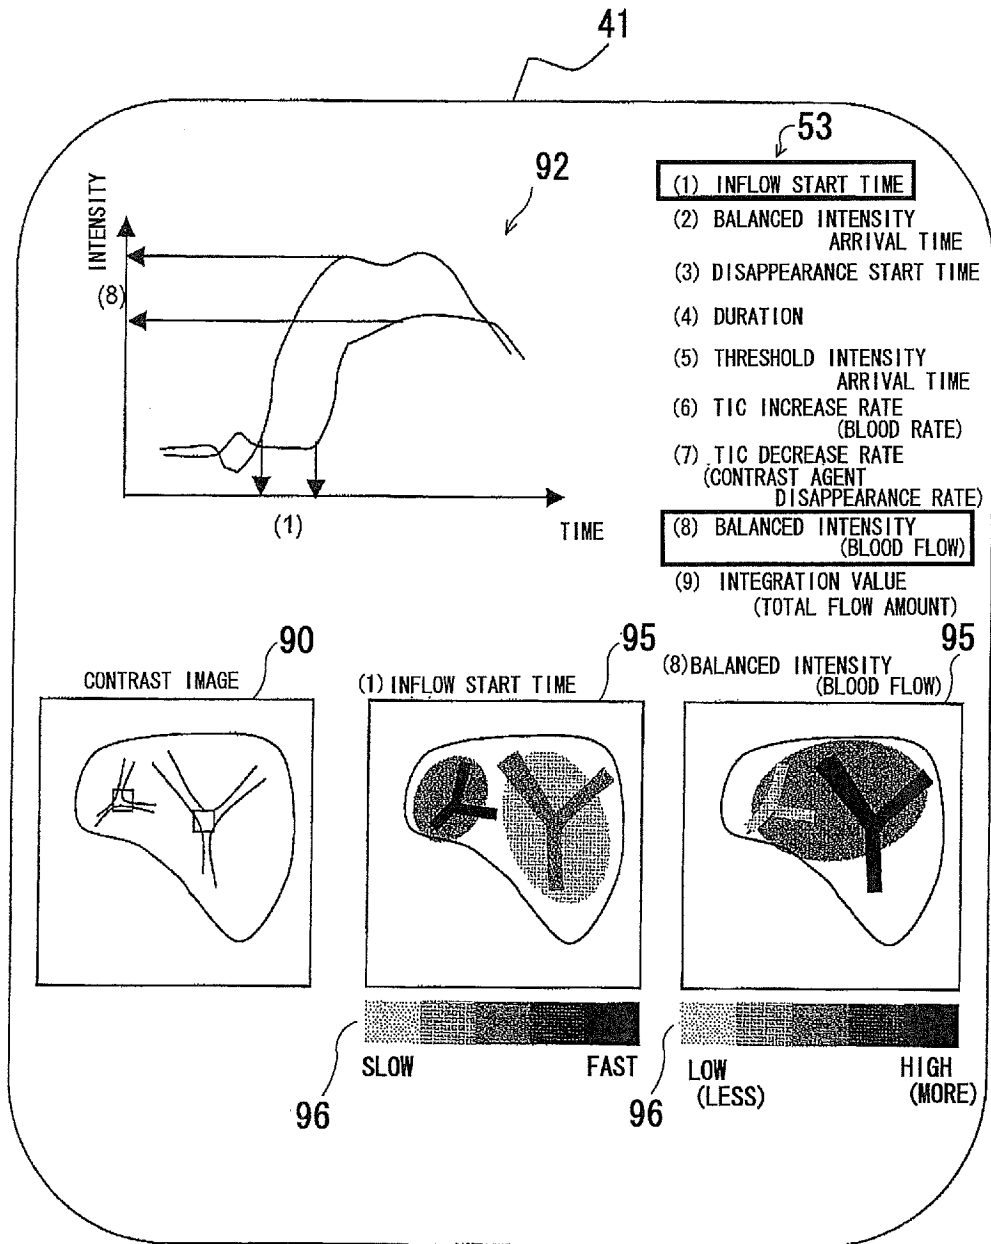 41
53
(1) INFLOW START TIME
(2) BALANCED INTENSITY
ARRIVAL TIME
(3) DISAPPEARANCE START TIME
(4) DURATION
(5) THRESHOLD INTENSITY
ARRIVAL TIME
(6) TIC INCREASE RATE
(BLOOD RATE)
(7) TIC DECREASE RATE
(CONTRAST AGENT
DISAPPEARANCE RATE)
(8) BALANCED INTENSITY
(BLOOD FLOW)
(9) INTEGRATION VALUE
(TOTAL FLOW AMOUNT)
92
INTENSITY
(8)
(1)
TIME
90
CONTRAST IMAGE
95
(1) INFLOW START TIME
95
(8) BALANCED INTENSITY
(BLOOD FLOW)
SLOW FAST
96
LOW HIGH
(LESS) (MORE)
96